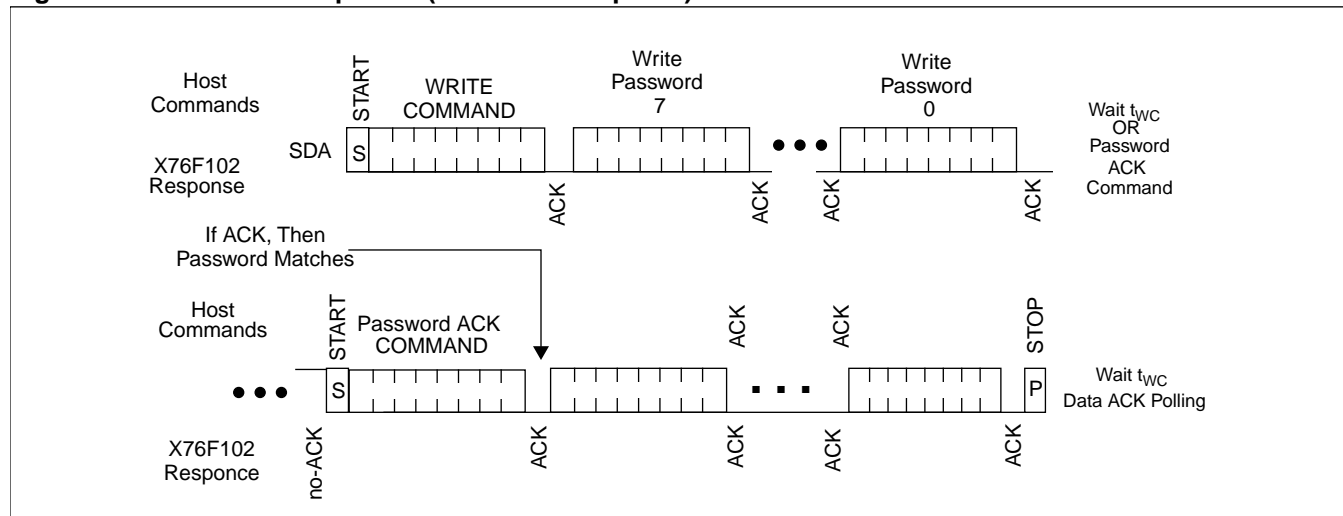 Host
Commands
START
WRITE
COMMAND
Write
Password
7
Write
Password
0
Wait tWC
OR
Password
ACK
Command
SDA
S
X76F102
Response
ACK
ACK
ACK
ACK
If ACK, Then
Password Matches
Host
Commands
START
Password ACK
COMMAND
ACK
ACK
STOP
S
P
Wait tWC
Data ACK Polling
X76F102
Responce
no-ACK
ACK
ACK
ACK
ACK